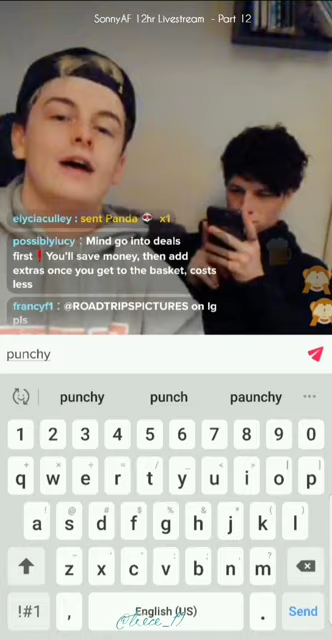 SonnyAF 12hr Livestream - Part 12
elyciaculley : sent Panda x1
possiblylucy : Mind go into deals
first❗You'll save money, then add
extras once you get to the basket, costs
less
francyf1 : @ROADTRIPSPICTURES on Ig
pls
punchy
punchy punch paunchy ...
1 2 3 4 5 6 7 8 9 0
q w e r t y u i o p
a s d f g h j k l
z x c v b n m
!#1 , English (US) . Send
@treece_19